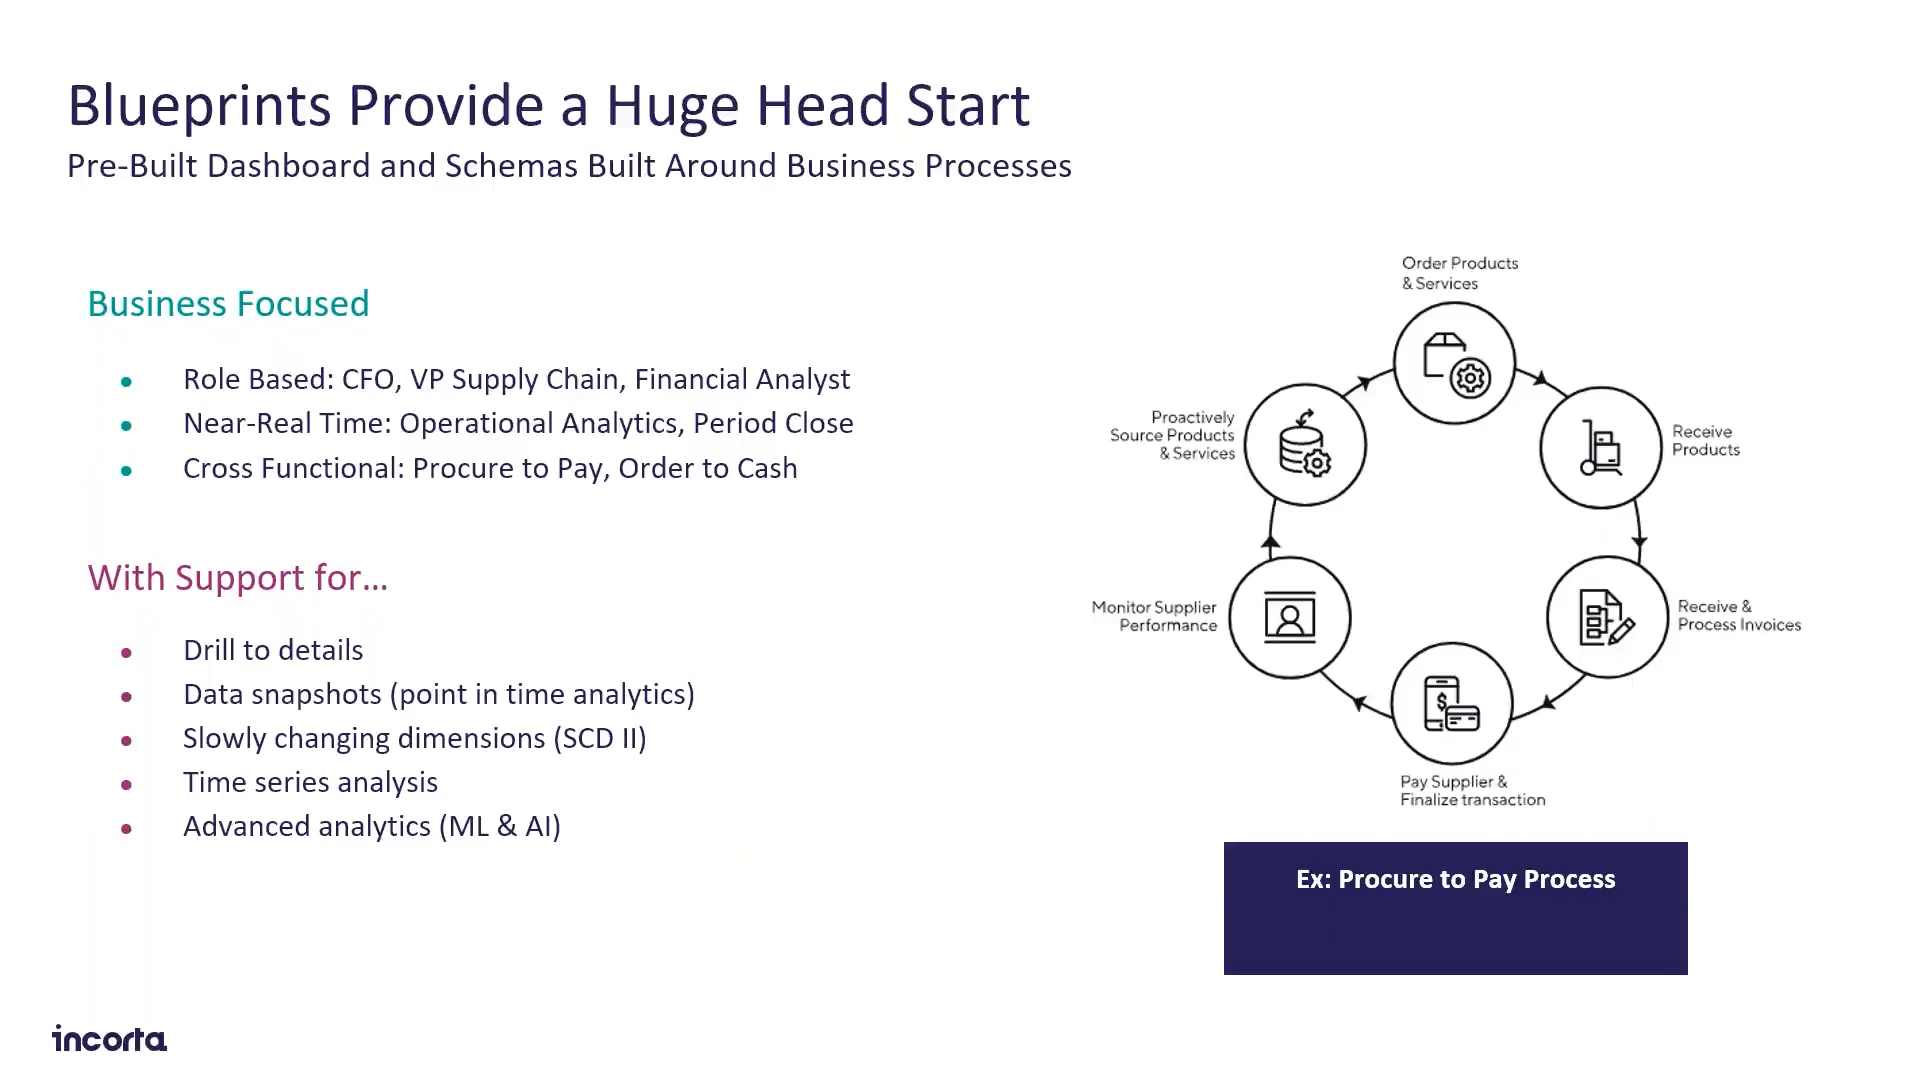 Blueprints Provide a Huge Head Start
Pre-Built Dashboard and Schemas Built Around Business Processes
Business Focused
Role Based: CFO, VP Supply Chain, Financial Analyst
Near-Real Time: Operational Analytics, Period Close
Cross Functional: Procure to Pay, Order to Cash
With Support for...
Drill to details
Data snapshots (point in time analytics)
Slowly changing dimensions (SCD II)
Time series analysis
Advanced analytics (ML & AI)
Order Products
& Services
Receive
Products
Receive &
Process Invoices
$
Pay Supplier &
Finalize transaction
Monitor Supplier
Performance
Proactively
Source Products
& Services
Ex: Procure to Pay Process
incorta